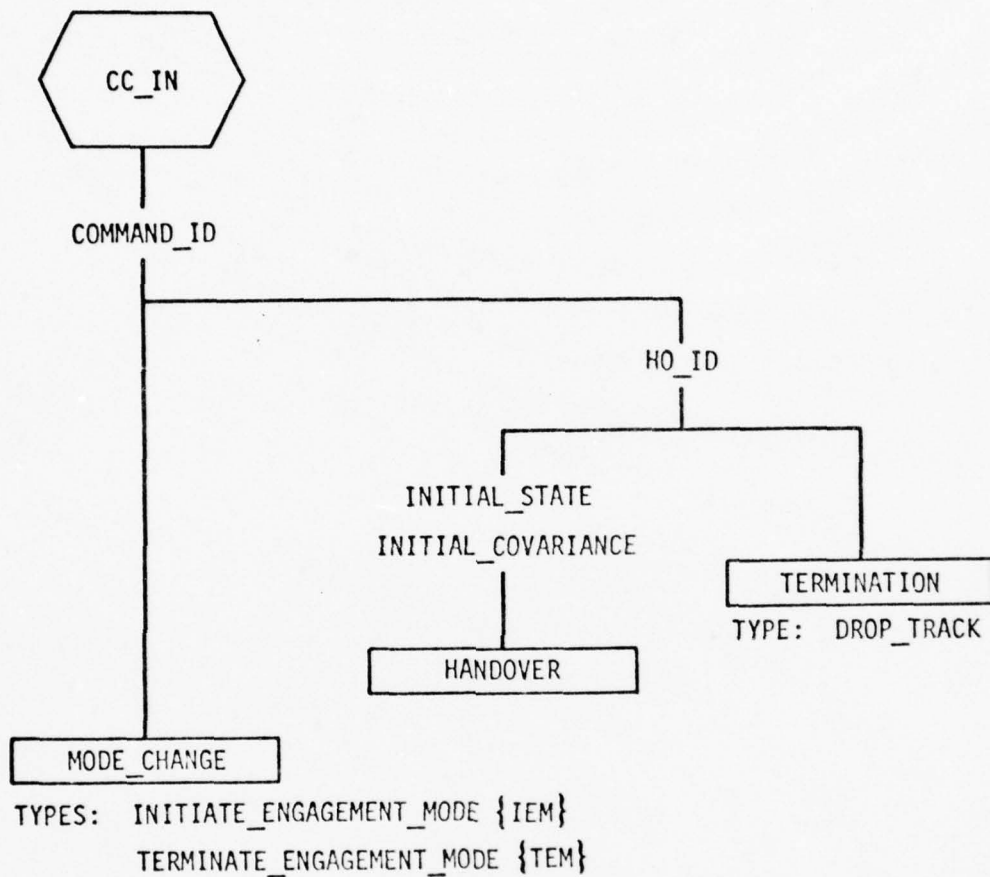 CC_IN
COMMAND_ID
HO_ID
INITIAL_STATE
INITIAL_COVARIANCE
TERMINATION
TYPE: DROP_TRACK
HANDOVER
MODE_CHANGE
TYPES: INITIATE_ENGAGEMENT_MODE {IEM}
TERMINATE_ENGAGEMENT_MODE {TEM}